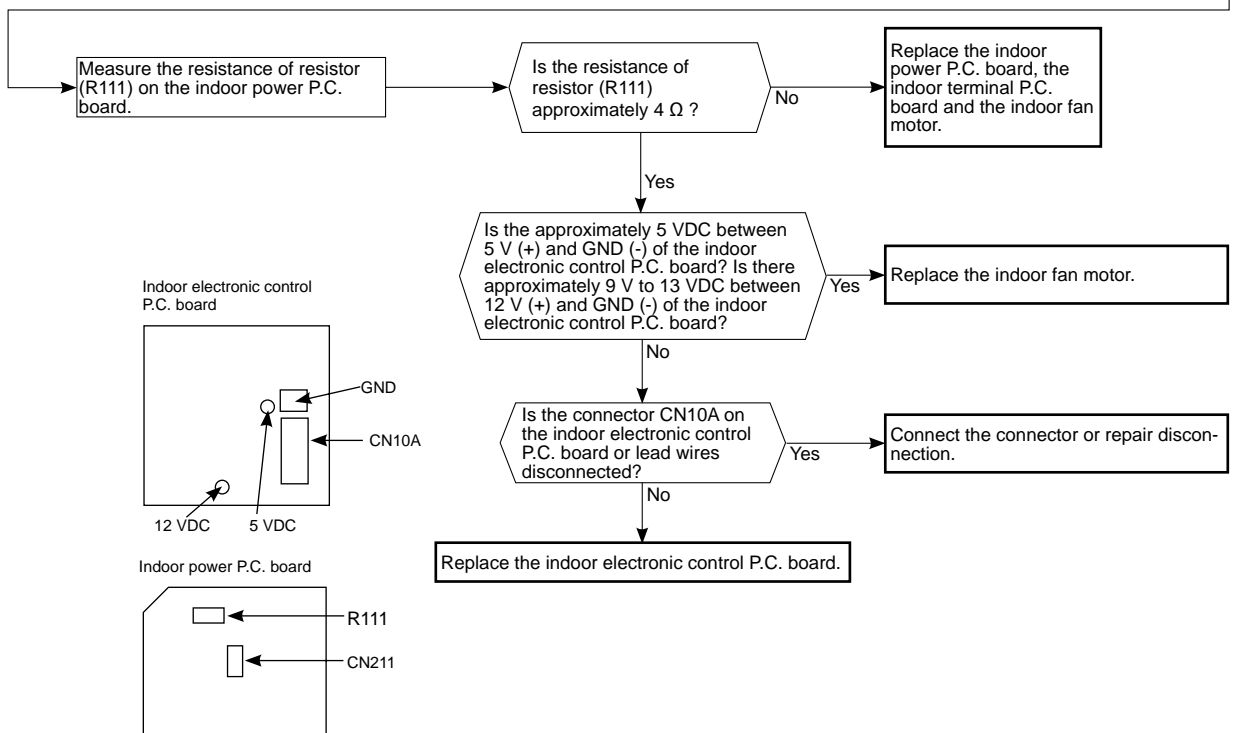 Measure the resistance of resistor
(R111) on the indoor power P.C.
board.
Is the resistance of
resistor (R111)
approximately 4 Ω ?
No
Replace the indoor
power P.C. board, the
indoor terminal P.C.
board and the indoor fan
motor.
Yes
Is the approximately 5 VDC between
5 V (+) and GND (-) of the indoor
electronic control P.C. board? Is there
approximately 9 V to 13 VDC between
12 V (+) and GND (-) of the indoor
electronic control P.C. board?
Yes
Replace the indoor fan motor.
No
Is the connector CN10A on
the indoor electronic control
P.C. board or lead wires
disconnected?
Yes
Connect the connector or repair discon-
nection.
No
Replace the indoor electronic control P.C. board.
Indoor electronic control
P.C. board
GND
CN10A
12 VDC
5 VDC
Indoor power P.C. board
R111
CN211